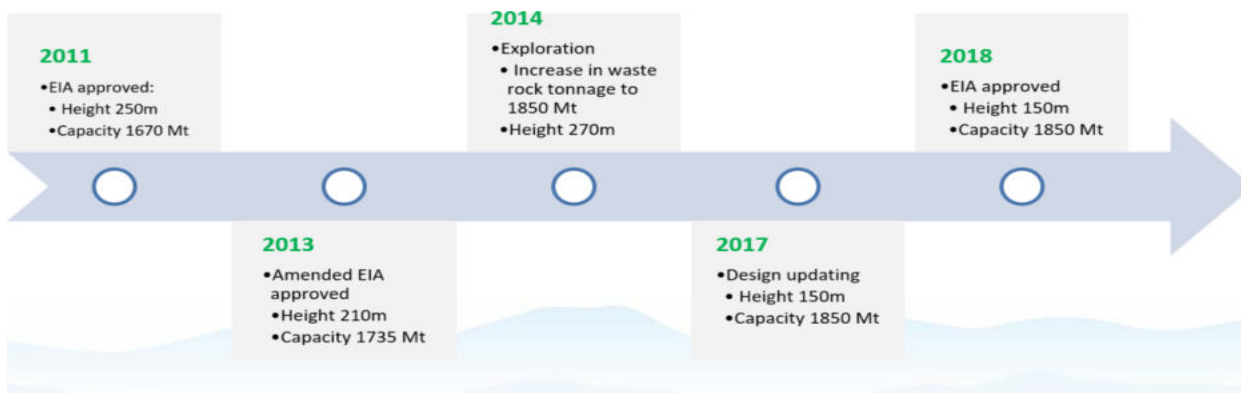 2011
•EIA approved:
• Height 250m
•Capacity 1670 Mt
2013
•Amended EIA
approved
•Height 210m
•Capacity 1735 Mt
2014
•Exploration
• Increase in waste
rock tonnage to
1850 Mt
•Height 270m
2017
•Design updating
• Height 150m
•Capacity 1850 Mt
2018
•EIA approved
• Height 150m
•Capacity 1850 Mt